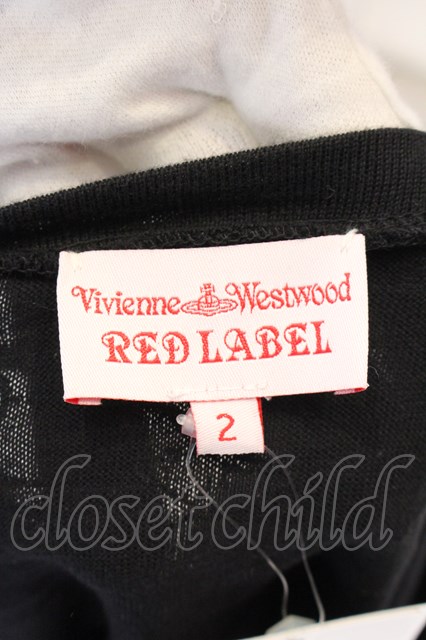 Vivienne Westwood
RED LABEL
2
closet child